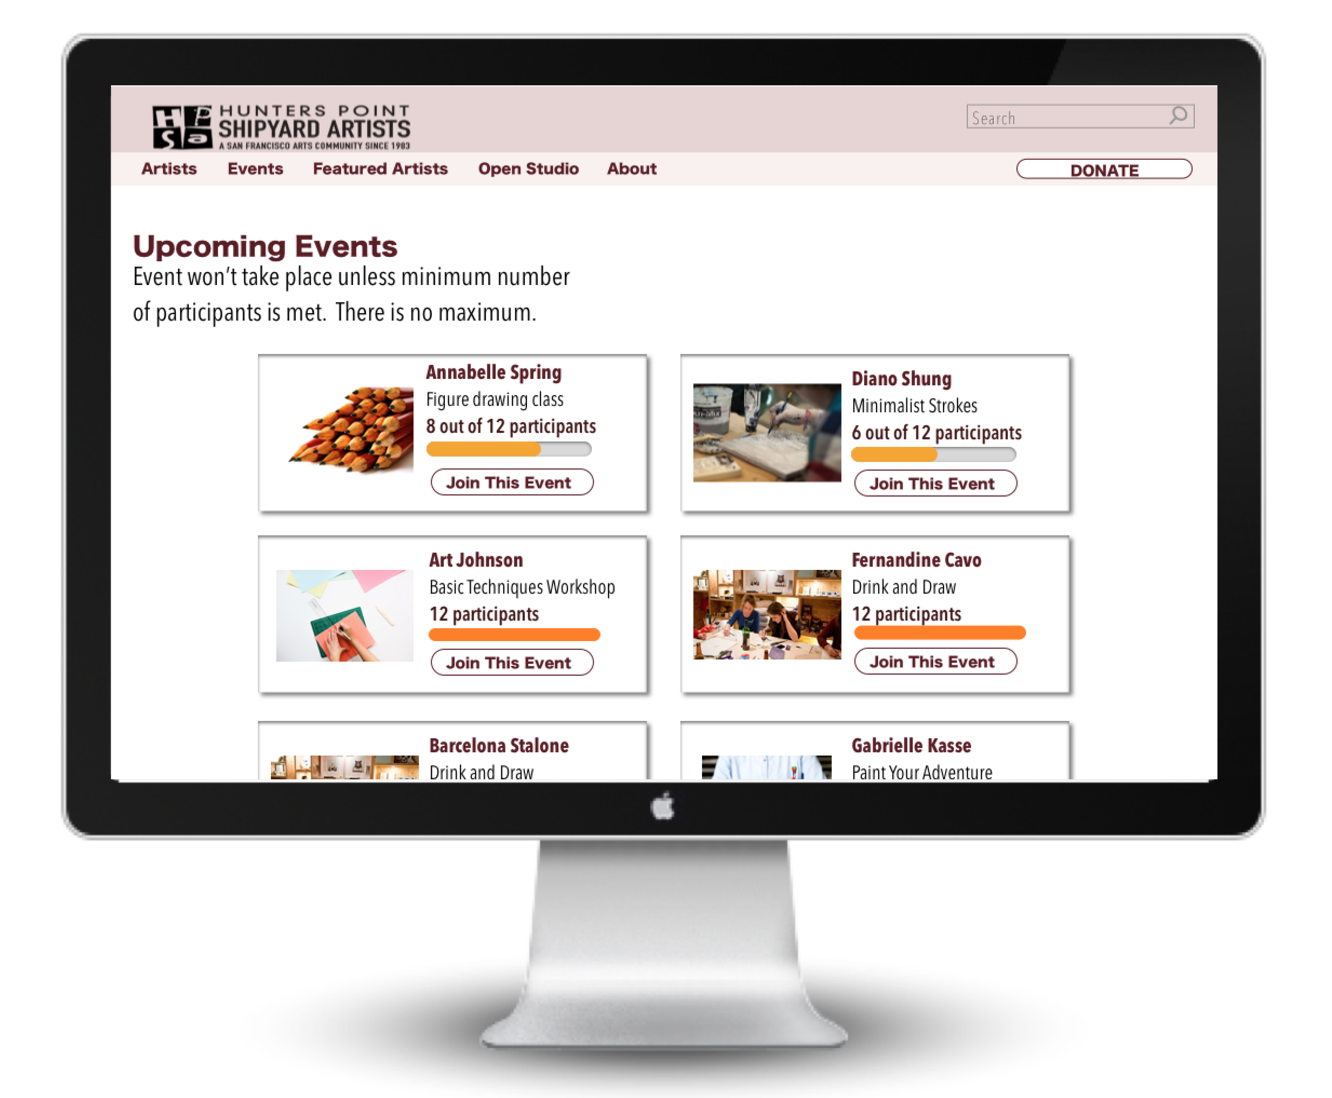 HPSa
HUNTERS POINT
SHIPYARD ARTISTS
A SAN FRANCISCO ARTS COMMUNITY SINCE 1983
Search
Artists Events Featured Artists Open Studio About DONATE
Upcoming Events
Event won't take place unless minimum number
of participants is met. There is no maximum.
Annabelle Spring
Figure drawing class
8 out of 12 participants
Join This Event
Diano Shung
Minimalist Strokes
6 out of 12 participants
Join This Event
Art Johnson
Basic Techniques Workshop
12 participants
Join This Event
Fernandine Cavo
Drink and Draw
12 participants
Join This Event
Barcelona Stalone
Drink and Draw
Gabrielle Kasse
Paint Your Adventure